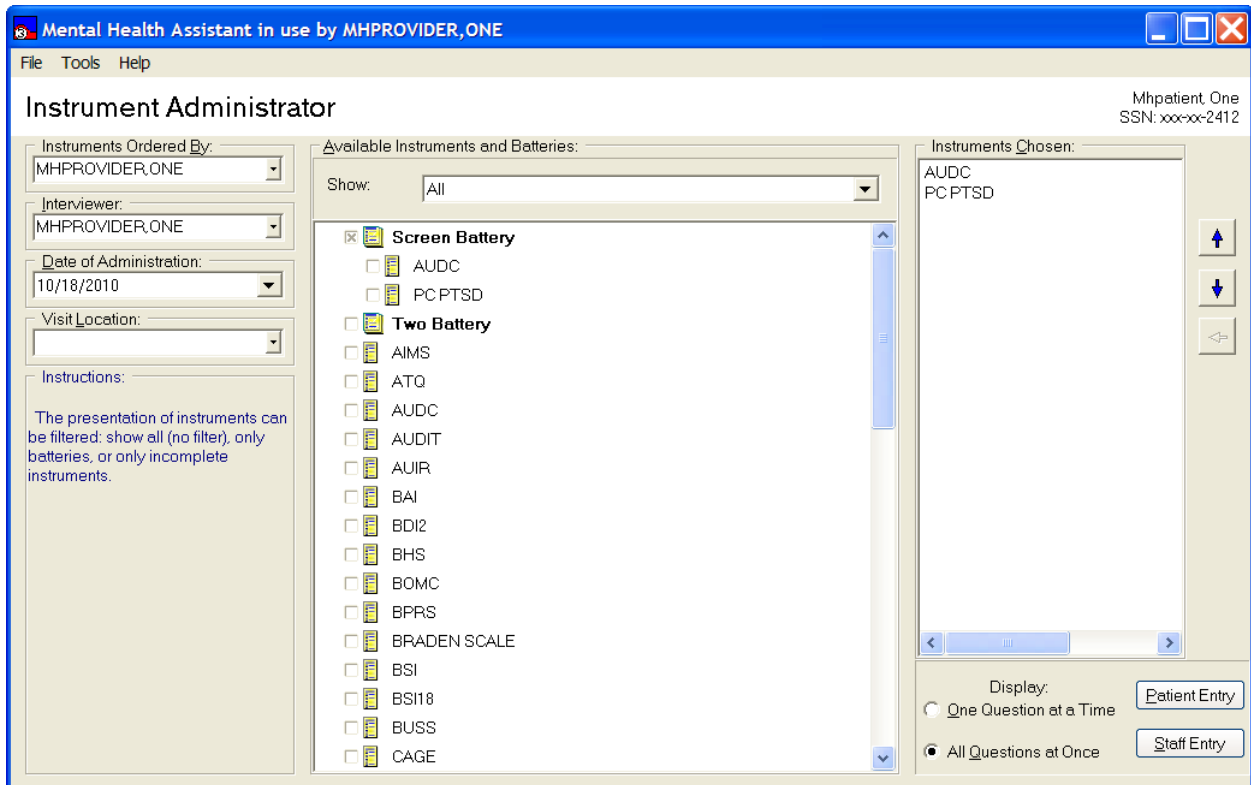 Mental Health Assistant in use by MHPROVIDER,ONE
File Tools Help
Instrument Administrator
Mhpatient, One
SSN: xxx-xx-2412
Instruments Ordered By:
MHPROVIDER,ONE
Interviewer:
MHPROVIDER,ONE
Date of Administration:
10/18/2010
Visit Location:
Instructions:
The presentation of instruments can
be filtered: show all (no filter), only
batteries, or only incomplete
instruments.
Available Instruments and Batteries:
Show: All
Screen Battery
AUDC
PC PTSD
Two Battery
AIMS
ATQ
AUDC
AUDIT
AUIR
BAI
BDI2
BHS
BOMC
BPRS
BRADEN SCALE
BSI
BSI18
BUSS
CAGE
Instruments Chosen:
AUDC
PC PTSD
Display:
One Question at a Time
All Questions at Once
Patient Entry
Staff Entry